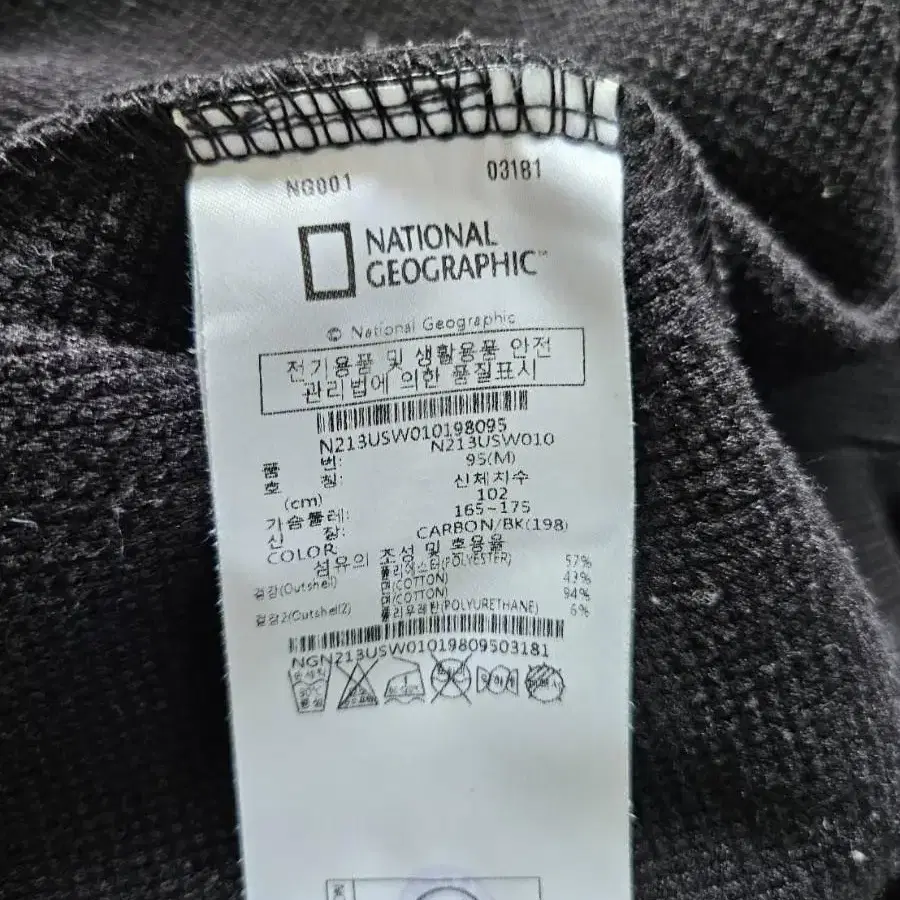 NG001 03181
NATIONAL
GEOGRAPHIC™
© National Geographic
전기용품 및 생활용품 안전
관리법에 의한 품질표시
N213USW010198095
품 번: N213USW010
호 칭: 95(M)
(cm) 신체치수
가슴둘레: 102
신 장: 165~175
COLOR CARBON/BK(198)
섬유의 조성 및 혼용율
겉감(Outshell) 폴리에스터(POLYESTER) 57%
면(COTTON) 43%
겉감2(Outshell2) 면(COTTON) 94%
폴리우레탄(POLYURETHANE) 6%
NGN213USW01019809503181